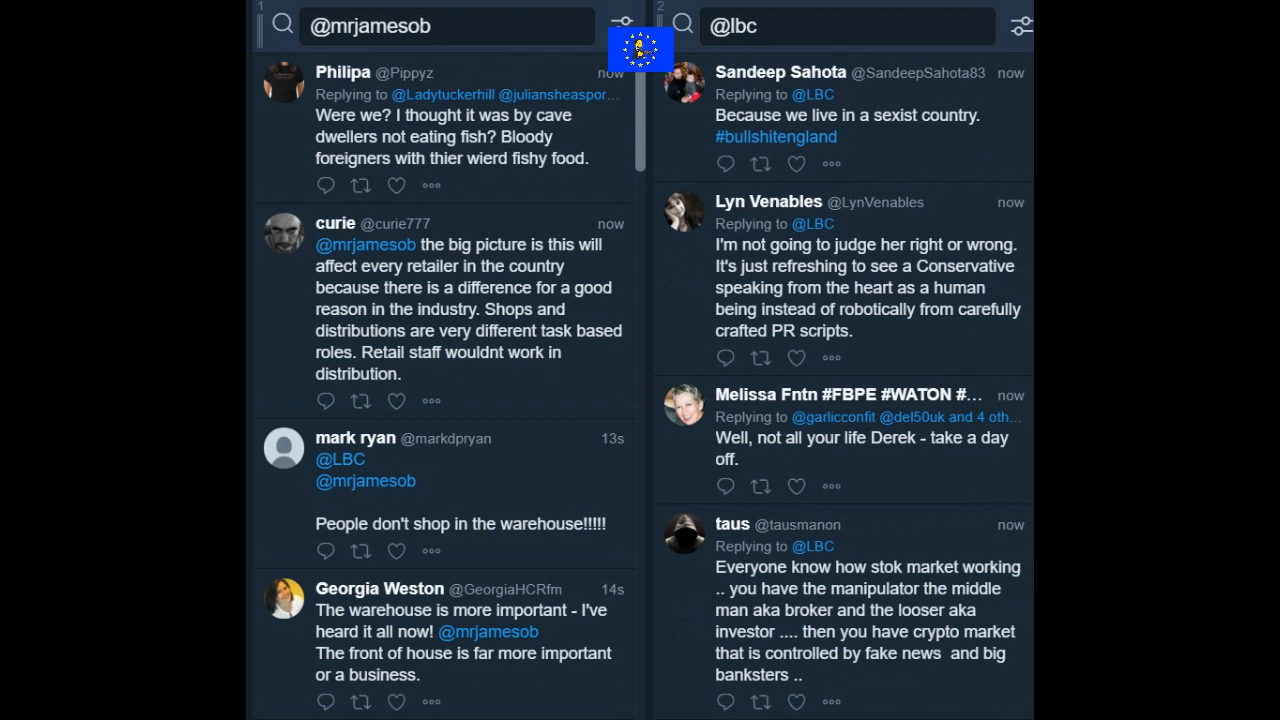 1
@mrjamesob
Philipa @Pippyz now
Replying to @Ladytuckerhill @juliansheaspor...
Were we? I thought it was by cave
dwellers not eating fish? Bloody
foreigners with thier wierd fishy food.
curie @curie777 now
@mrjamesob the big picture is this will
affect every retailer in the country
because there is a difference for a good
reason in the industry. Shops and
distributions are very different task based
roles. Retail staff wouldnt work in
distribution.
mark ryan @markdpryan 13s
@LBC
@mrjamesob
People don't shop in the warehouse!!!!!
Georgia Weston @GeorgiaHCRfm 14s
The warehouse is more important - I've
heard it all now! @mrjamesob
The front of house is far more important
or a business.
2
@lbc
Sandeep Sahota @SandeepSahota83 now
Replying to @LBC
Because we live in a sexist country.
#bullshitengland
Lyn Venables @LynVenables now
Replying to @LBC
I'm not going to judge her right or wrong.
It's just refreshing to see a Conservative
speaking from the heart as a human
being instead of robotically from carefully
crafted PR scripts.
Melissa Fntn #FBPE #WATON #... now
Replying to @garlicconfit @del50uk and 4 oth...
Well, not all your life Derek - take a day
off.
taus @tausmanon now
Replying to @LBC
Everyone know how stok market working
.. you have the manipulator the middle
man aka broker and the looser aka
investor .... then you have crypto market
that is controlled by fake news  and big
banksters ..